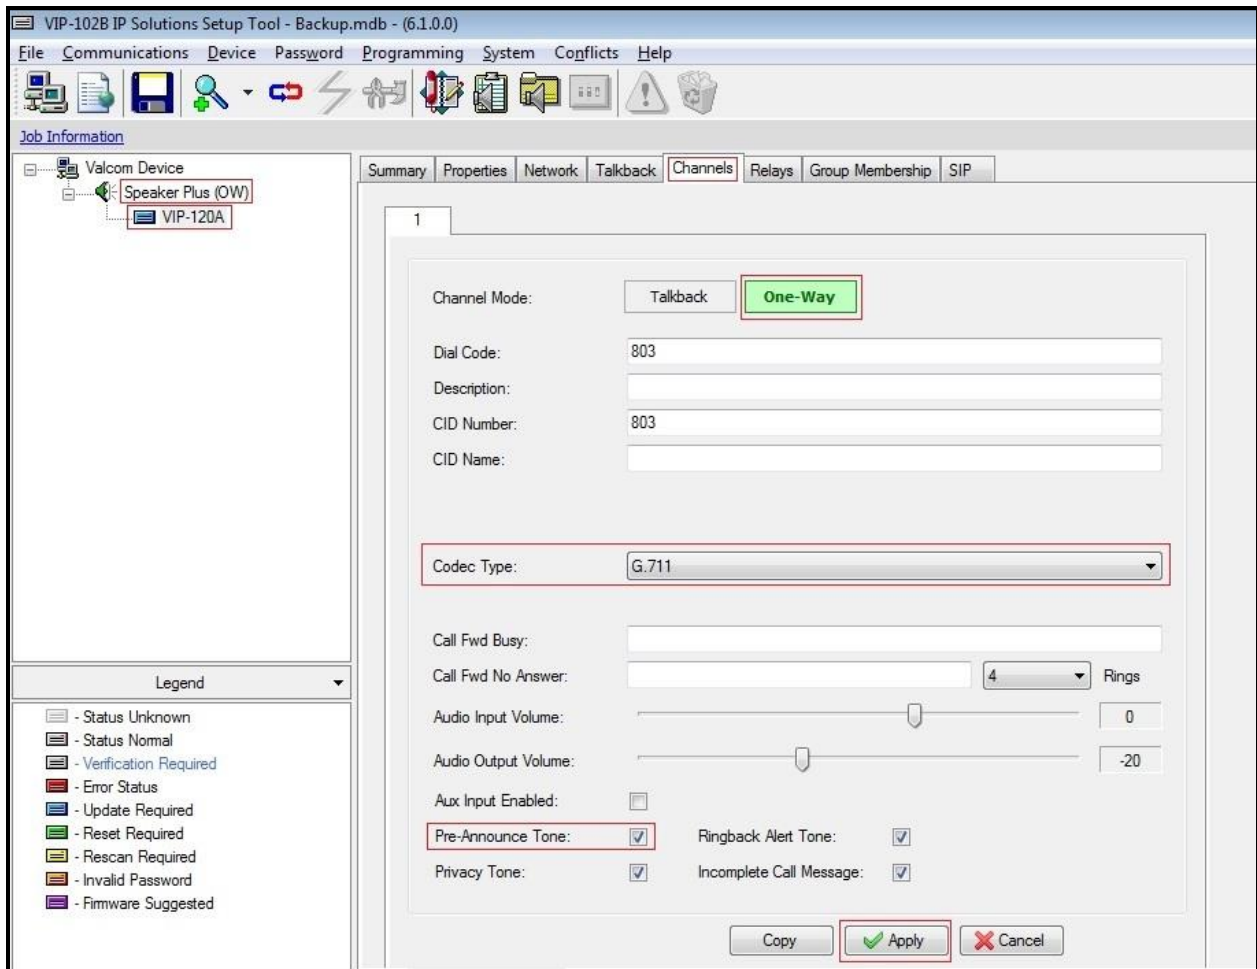 VIP-102B IP Solutions Setup Tool - Backup.mdb - (6.1.0.0)
File Communications Device Password Programming System Conflicts Help
Job Information
Valcom Device
Speaker Plus (OW)
VIP-120A
Summary Properties Network Talkback Channels Relays Group Membership SIP
1
Channel Mode: Talkback One-Way
Dial Code: 803
Description:
CID Number: 803
CID Name:
Codec Type: G.711
Call Fwd Busy:
Call Fwd No Answer: 4 Rings
Audio Input Volume: 0
Audio Output Volume: -20
Aux Input Enabled:
Pre-Announce Tone: Ringback Alert Tone:
Privacy Tone: Incomplete Call Message:
Copy Apply Cancel
Legend
- Status Unknown
- Status Normal
- Verification Required
- Error Status
- Update Required
- Reset Required
- Rescan Required
- Invalid Password
- Firmware Suggested